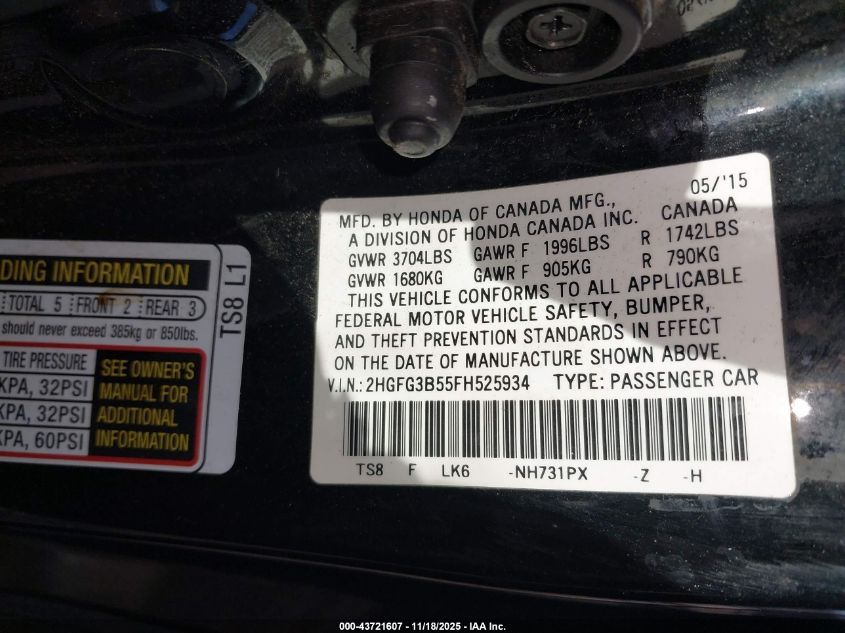 05/'15
MFD. BY HONDA OF CANADA MFG., CANADA
A DIVISION OF HONDA CANADA INC.
GVWR 3704LBS GAWR F 1996LBS R 1742LBS
GVWR 1680KG GAWR F 905KG R 790KG
THIS VEHICLE CONFORMS TO ALL APPLICABLE
FEDERAL MOTOR VEHICLE SAFETY, BUMPER,
AND THEFT PREVENTION STANDARDS IN EFFECT
ON THE DATE OF MANUFACTURE SHOWN ABOVE.
V.I.N.: 2HGFG3B55FH525934 TYPE: PASSENGER CAR
TS8 F LK6 -NH731PX -Z -H
DING INFORMATION
TOTAL 5 FRONT 2 REAR 3
should never exceed 385kg or 850lbs.
TIRE PRESSURE
KPA, 32PSI
KPA, 32PSI
KPA, 60PSI
SEE OWNER'S
MANUAL FOR
ADDITIONAL
INFORMATION
TS8 L1
000-43721607 - 11/18/2025 - IAA Inc.